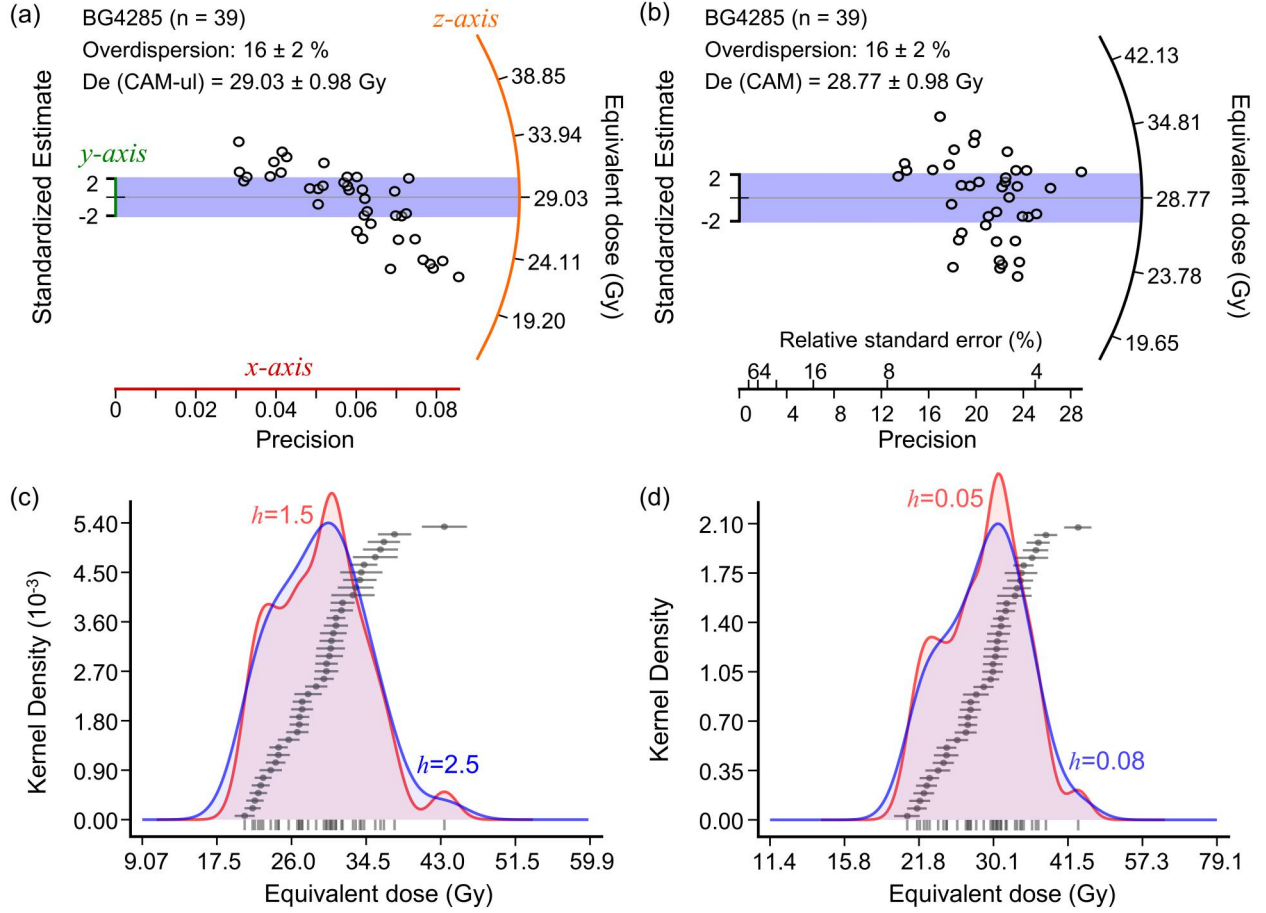 (a)
BG4285 (n = 39)
Overdispersion: 16 ± 2 %
De (CAM-ul) = 29.03 ± 0.98 Gy
z-axis
38.85
33.94
29.03
24.11
19.20
Equivalent dose (Gy)
Standardized Estimate
y-axis
2
-2
x-axis
0 0.02 0.04 0.06 0.08
Precision
(b)
BG4285 (n = 39)
Overdispersion: 16 ± 2 %
De (CAM) = 28.77 ± 0.98 Gy
42.13
34.81
28.77
23.78
19.65
Equivalent dose (Gy)
Standardized Estimate
2
-2
Relative standard error (%)
64 16 8 4
0 4 8 12 16 20 24 28
Precision
(c)
h=1.5
h=2.5
Kernel Density (10-3)
5.40
4.50
3.60
2.70
1.80
0.90
0.00
9.07 17.5 26.0 34.5 43.0 51.5 59.9
Equivalent dose (Gy)
(d)
h=0.05
h=0.08
Kernel Density
2.10
1.75
1.40
1.05
0.70
0.35
0.00
11.4 15.8 21.8 30.1 41.5 57.3 79.1
Equivalent dose (Gy)